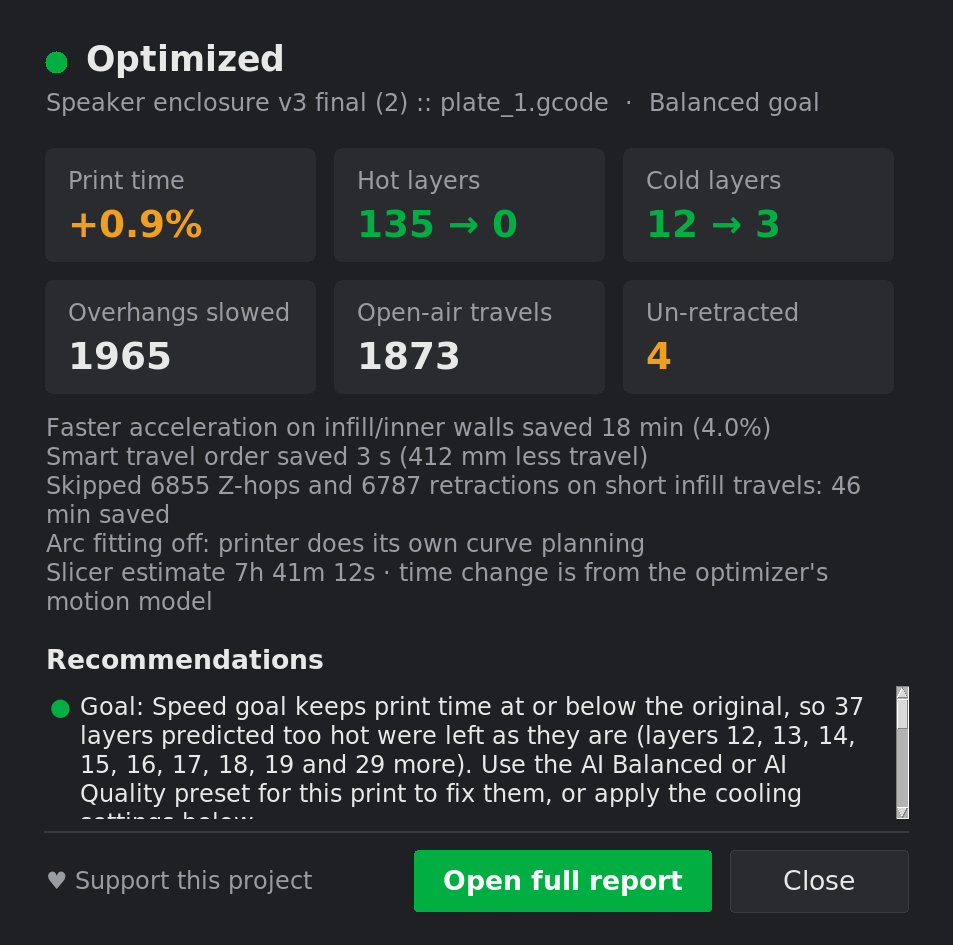 Optimized
Speaker enclosure v3 final (2) :: plate_1.gcode · Balanced goal
Print time
+0.9%
Hot layers
135 → 0
Cold layers
12 → 3
Overhangs slowed
1965
Open-air travels
1873
Un-retracted
4
Faster acceleration on infill/inner walls saved 18 min (4.0%)
Smart travel order saved 3 s (412 mm less travel)
Skipped 6855 Z-hops and 6787 retractions on short infill travels: 46
min saved
Arc fitting off: printer does its own curve planning
Slicer estimate 7h 41m 12s · time change is from the optimizer's
motion model
Recommendations
Goal: Speed goal keeps print time at or below the original, so 37
layers predicted too hot were left as they are (layers 12, 13, 14,
15, 16, 17, 18, 19 and 29 more). Use the AI Balanced or AI
Quality preset for this print to fix them, or apply the cooling
settings below.
♥ Support this project
Open full report
Close